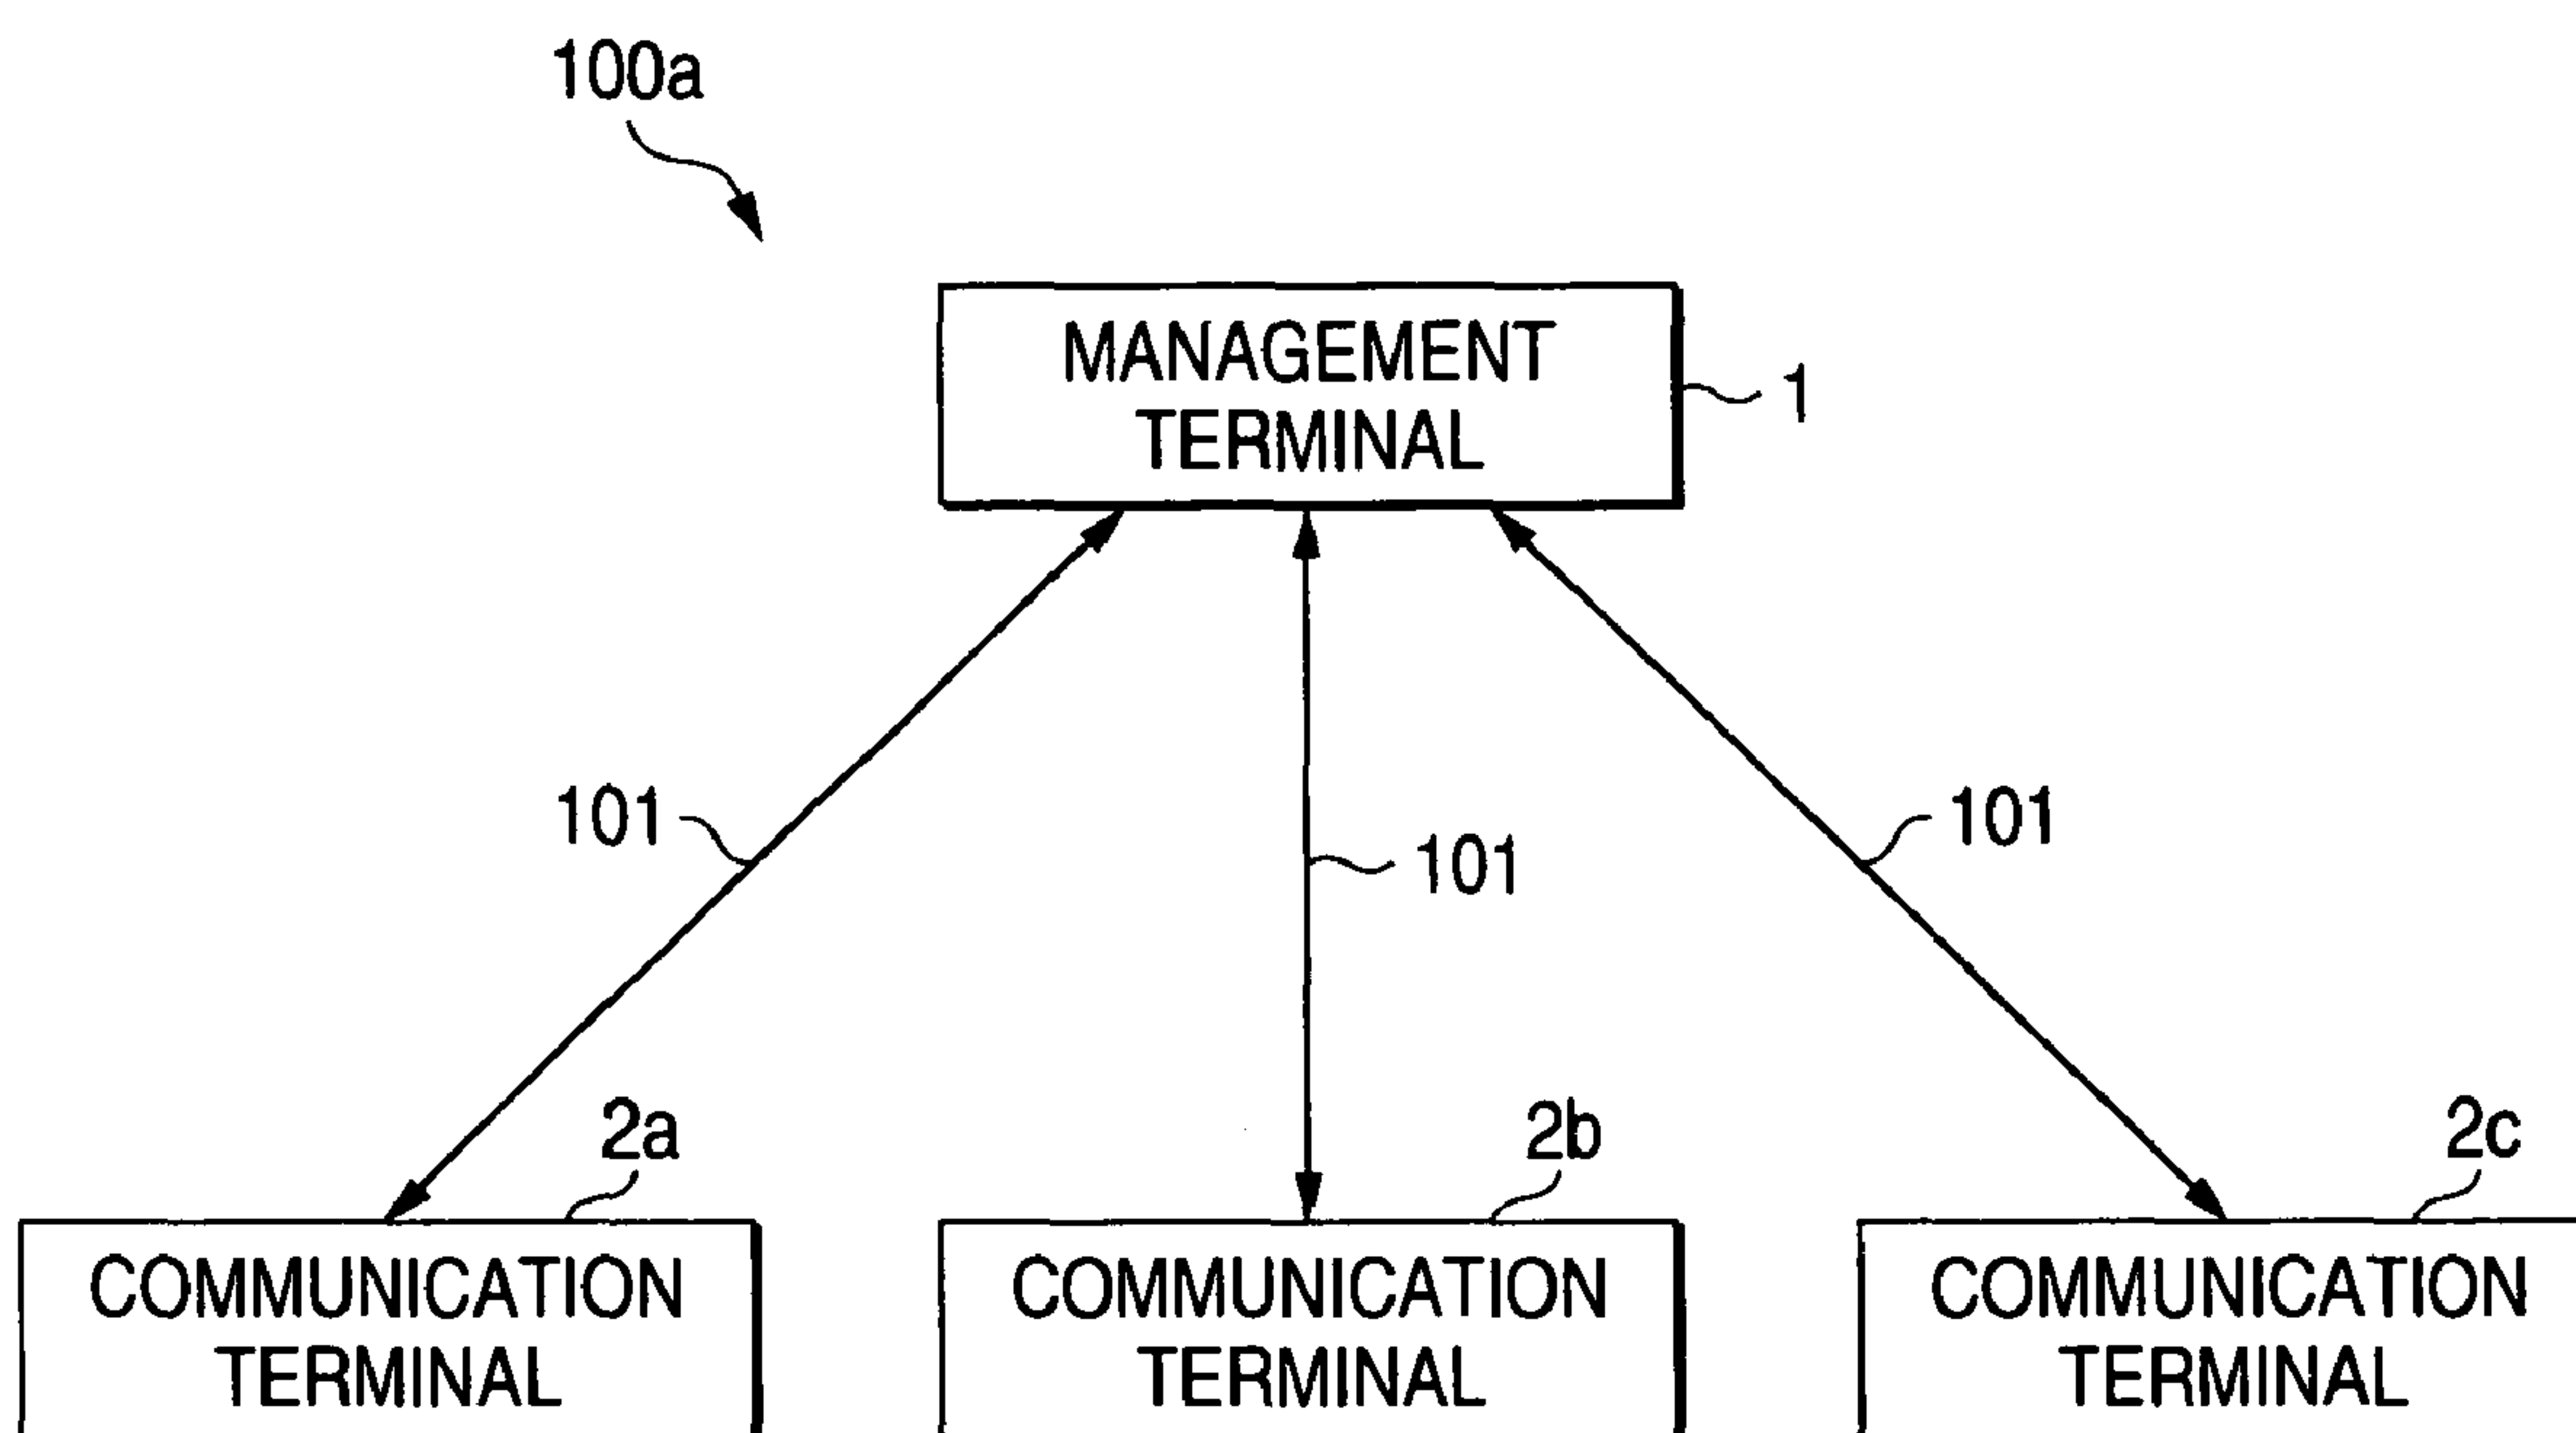 100a
MANAGEMENT
TERMINAL
1
101
101
101
2a
2b
2c
COMMUNICATION
TERMINAL
COMMUNICATION
TERMINAL
COMMUNICATION
TERMINAL